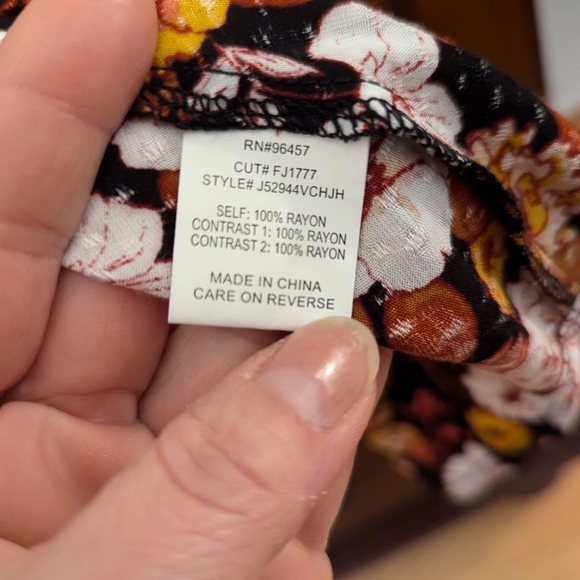 RN#96457
CUT# FJ1777
STYLE# J52944VCHJH
SELF: 100% RAYON
CONTRAST 1: 100% RAYON
CONTRAST 2: 100% RAYON
MADE IN CHINA
CARE ON REVERSE